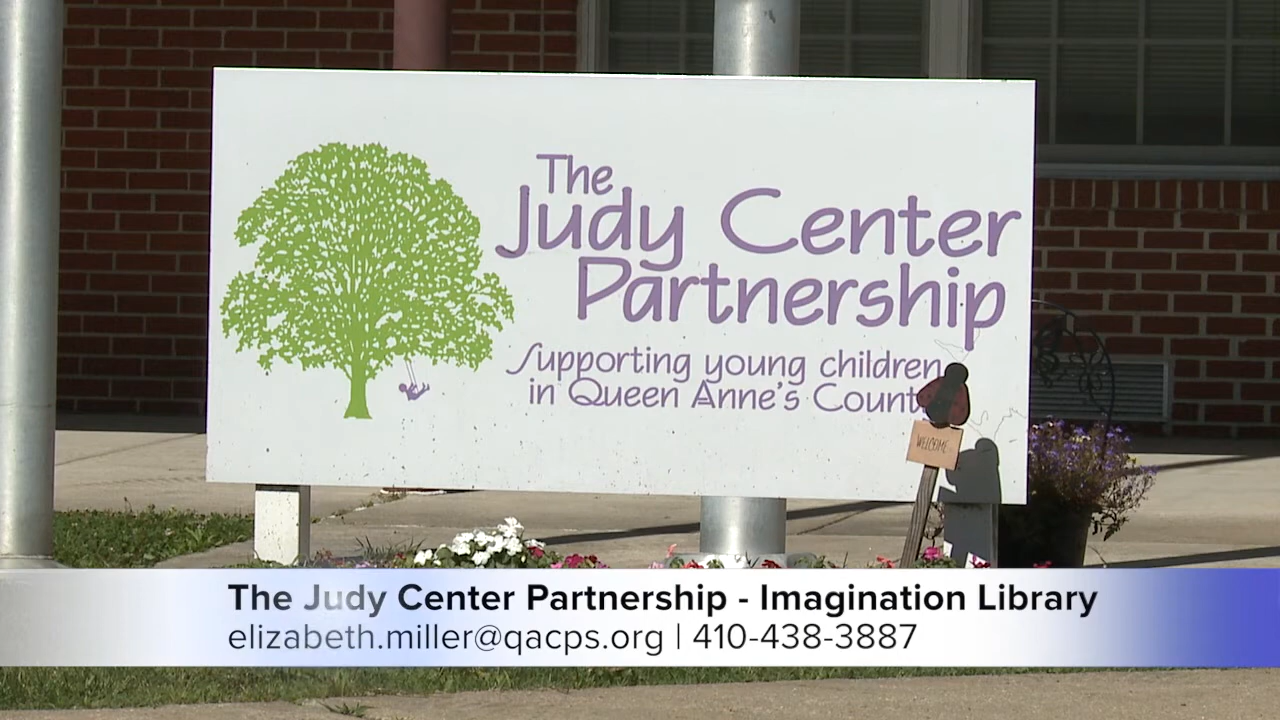 The
Judy Center
Partnership
Supporting young children
in Queen Anne's Count
WELCOME
The Judy Center Partnership - Imagination Library
elizabeth.miller@qacps.org | 410-438-3887